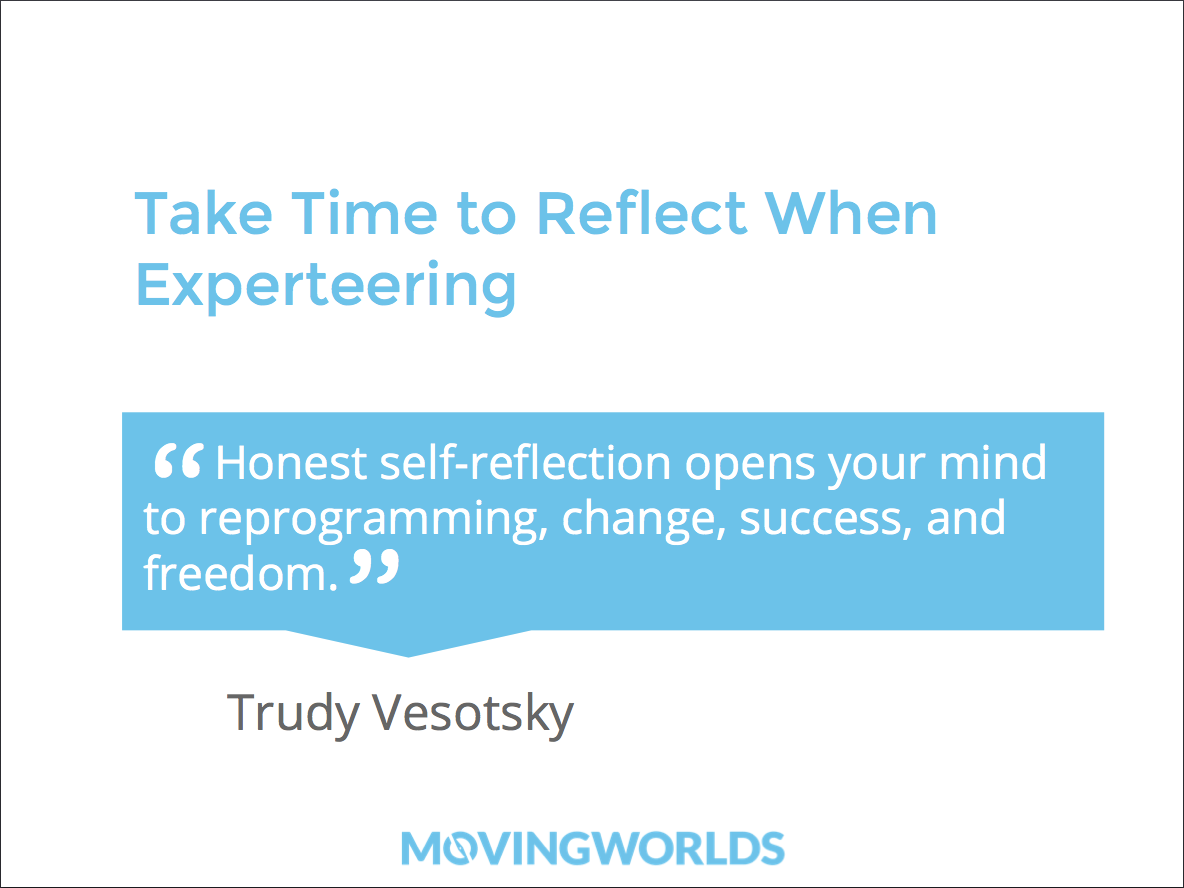 Take Time to Reflect When
Experteering
“Honest self-reflection opens your mind
to reprogramming, change, success, and
freedom.”
Trudy Vesotsky
MOVINGWORLDS